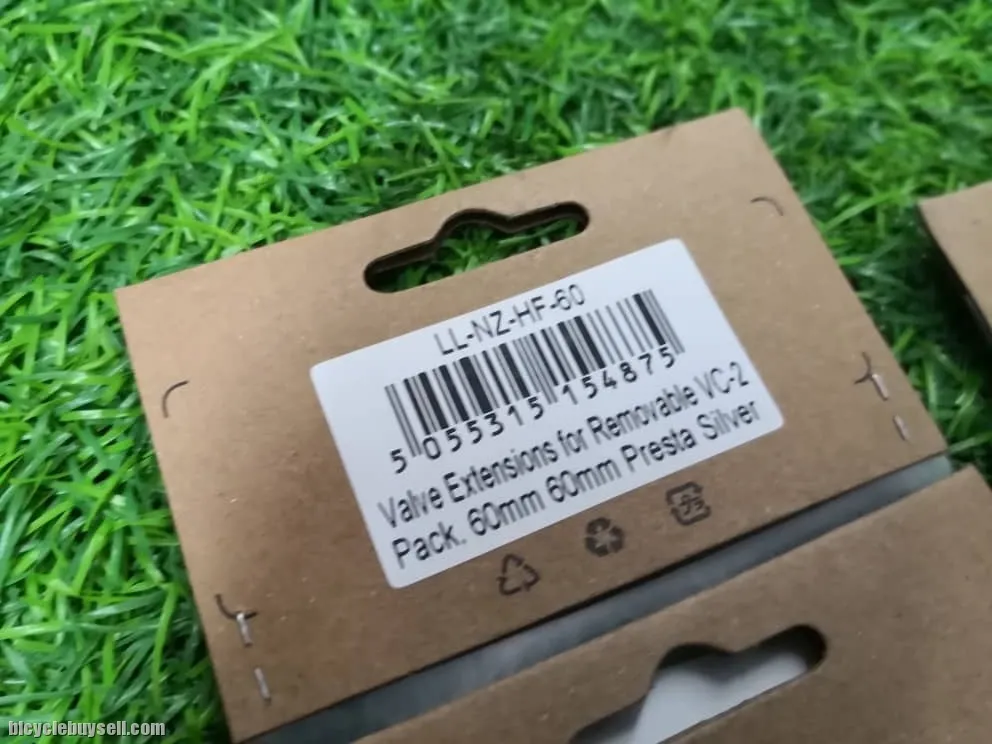 LL-NZ-HF-60
5 055315 154875
Valve Extensions for Removable VC-2
Pack. 60mm 60mm Presta Silver
bicyclebuysell.com